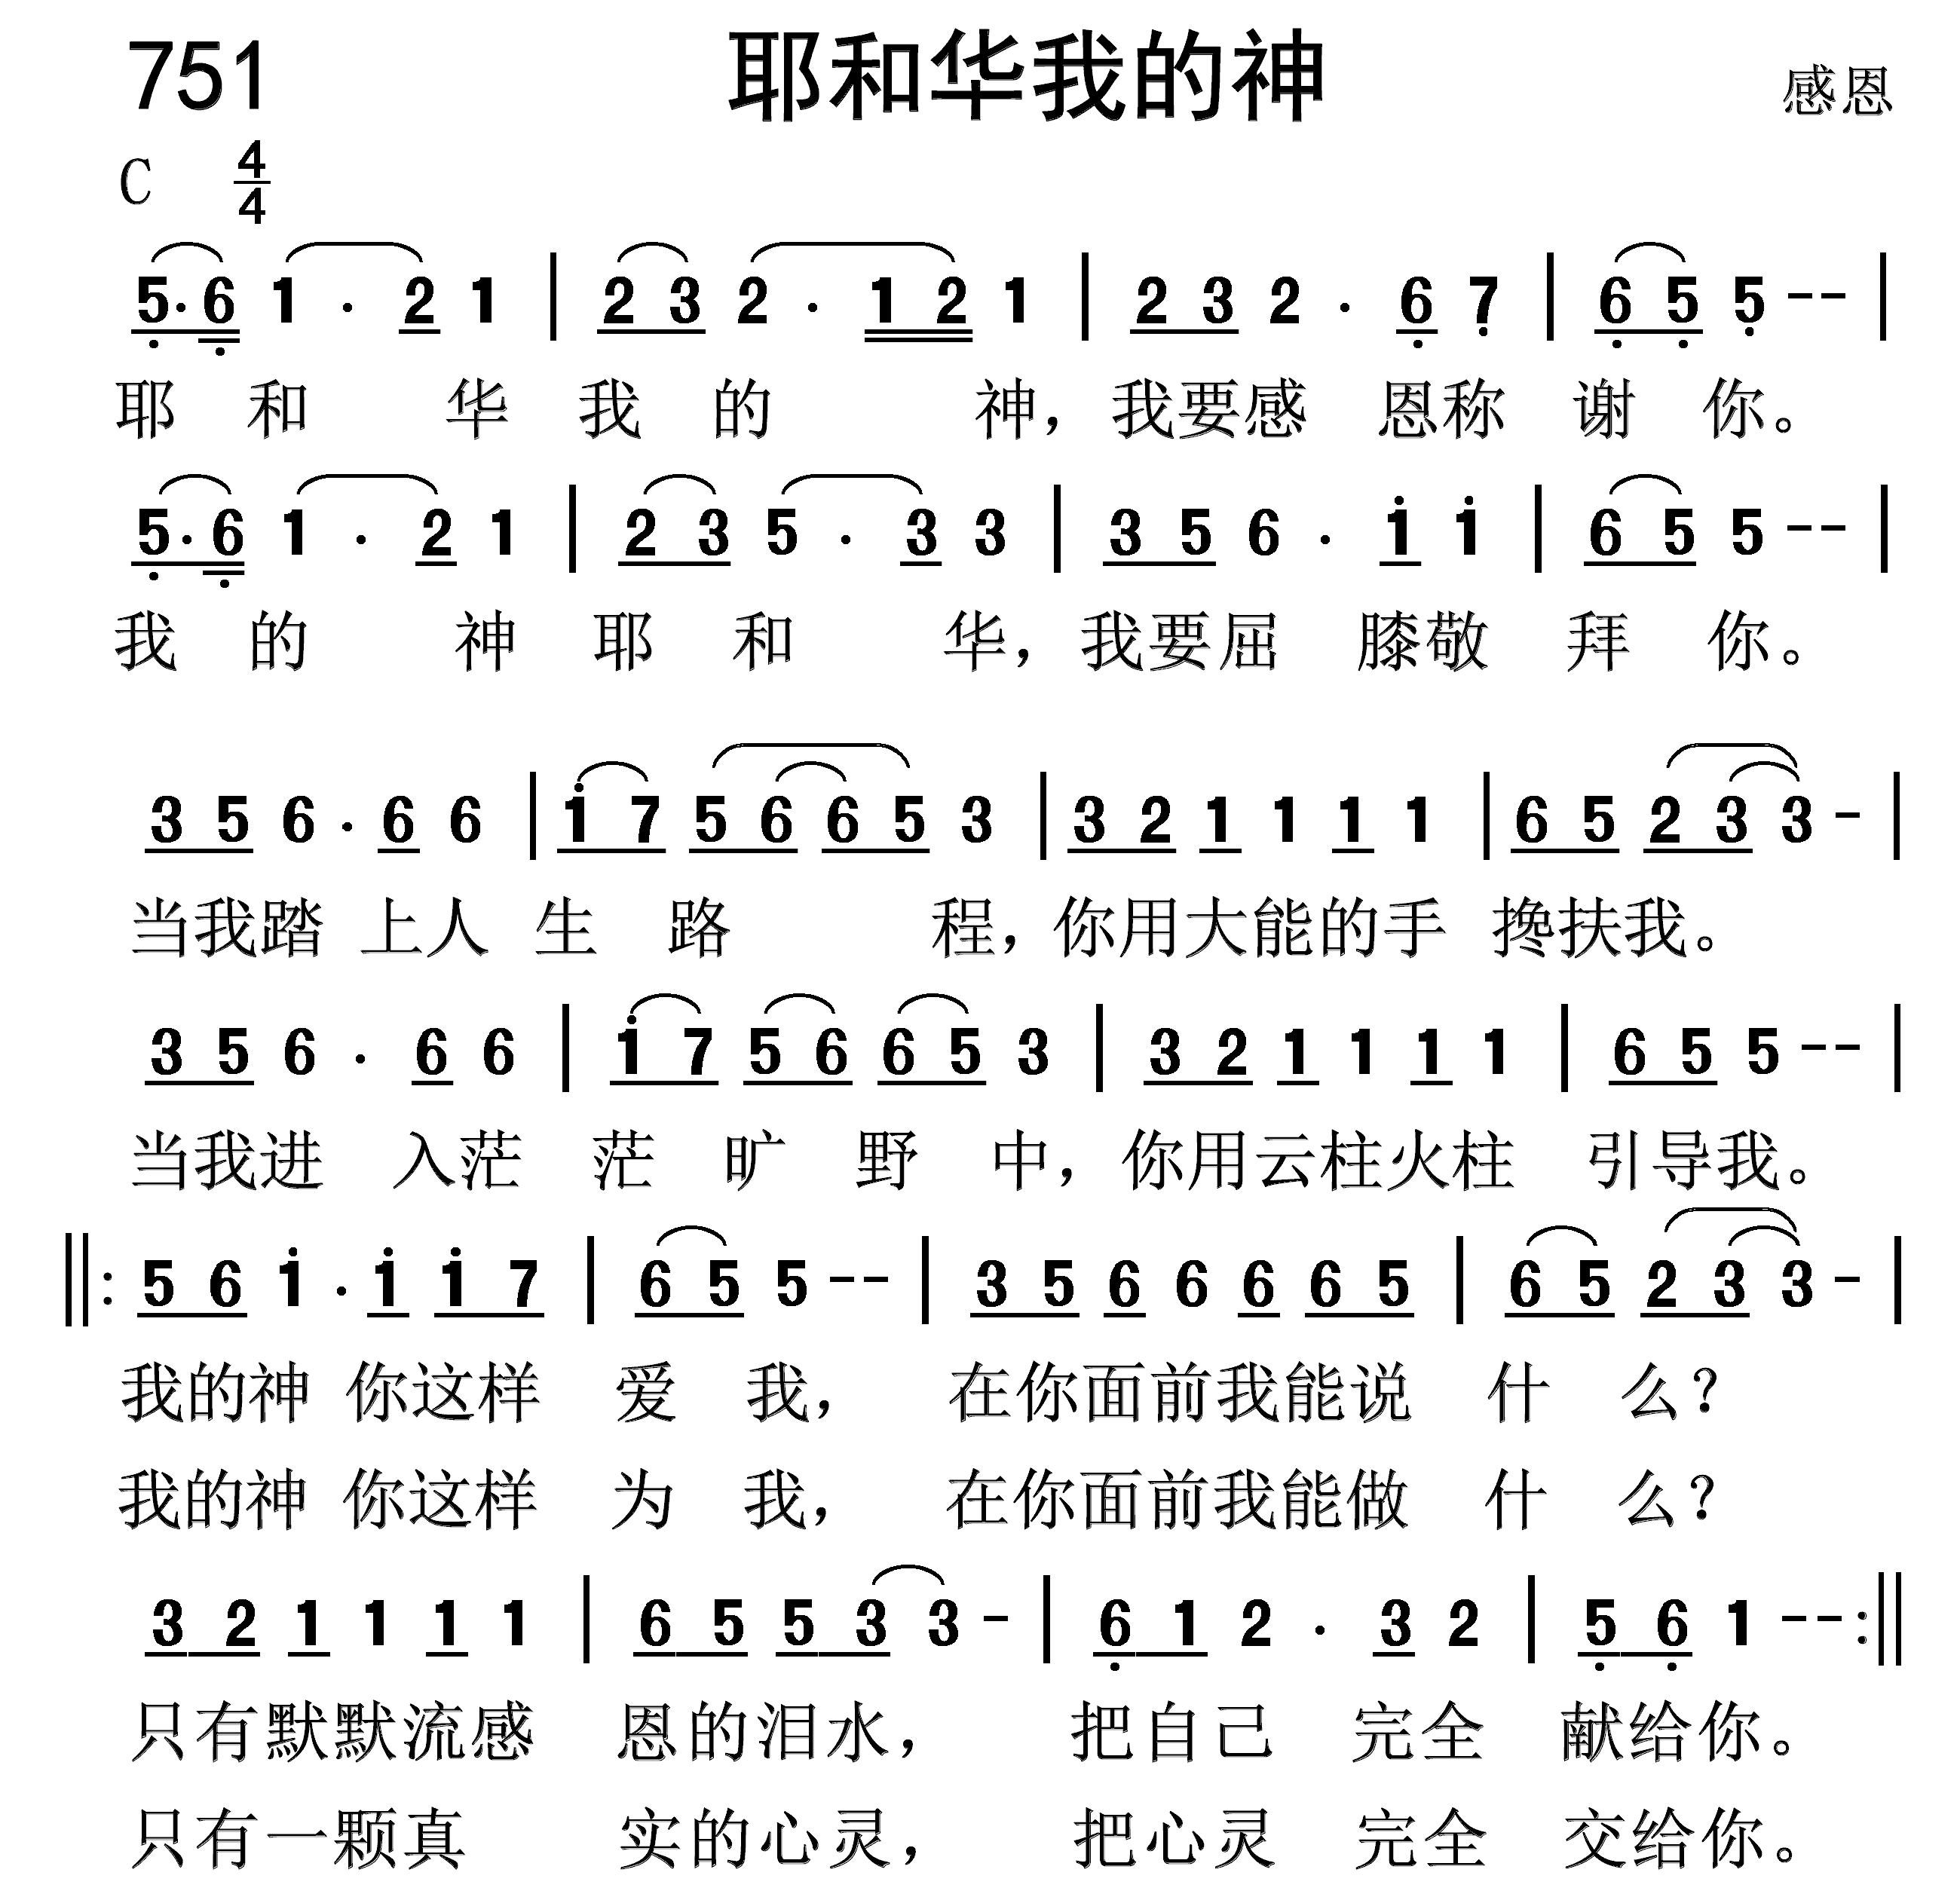 751 耶和华我的神 感恩
C 4/4
5·6 1 · 2 1 | 2 3 2 · 1 2 1 | 2 3 2 · 6 7 | 6 5 5 -- |
耶 和 华 我 的 神，我要感 恩称 谢 你。
5·6 1 · 2 1 | 2 3 5 · 3 3 | 3 5 6 · i i | 6 5 5 -- |
我 的 神 耶 和 华，我要屈 膝敬 拜 你。
3 5 6 · 6 6 | i 7 5 6 6 5 3 | 3 2 1 1 1 1 | 6 5 2 3 3 - |
当我踏 上人 生 路 程，你用大能的手 搀扶我。
3 5 6 · 6 6 | i 7 5 6 6 5 3 | 3 2 1 1 1 1 | 6 5 5 -- |
当我进 入茫 茫 旷 野 中，你用云柱火柱 引导我。
‖: 5 6 i · i i 7 | 6 5 5 -- | 3 5 6 6 6 6 5 | 6 5 2 3 3 - |
我的神 你这样 爱 我， 在你面前我能说 什 么？
我的神 你这样 为 我， 在你面前我能做 什 么？
3 2 1 1 1 1 | 6 5 5 3 3 - | 6 1 2 · 3 2 | 5 6 1 -- :‖
只有默默流感 恩的泪水， 把自己 完全 献给你。
只有一颗真 实的心灵， 把心灵 完全 交给你。